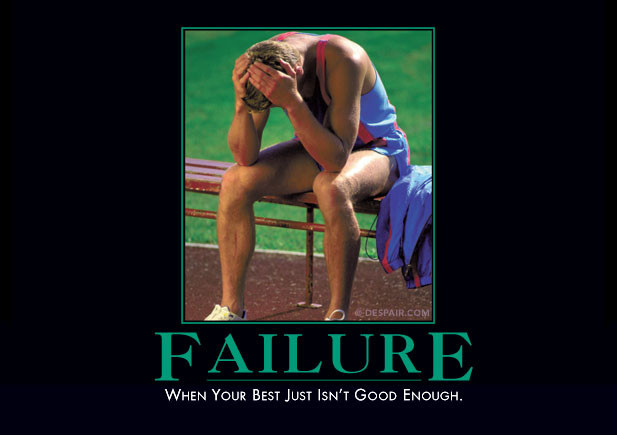 © DESPAIR.COM
FAILURE
WHEN YOUR BEST JUST ISN'T GOOD ENOUGH.